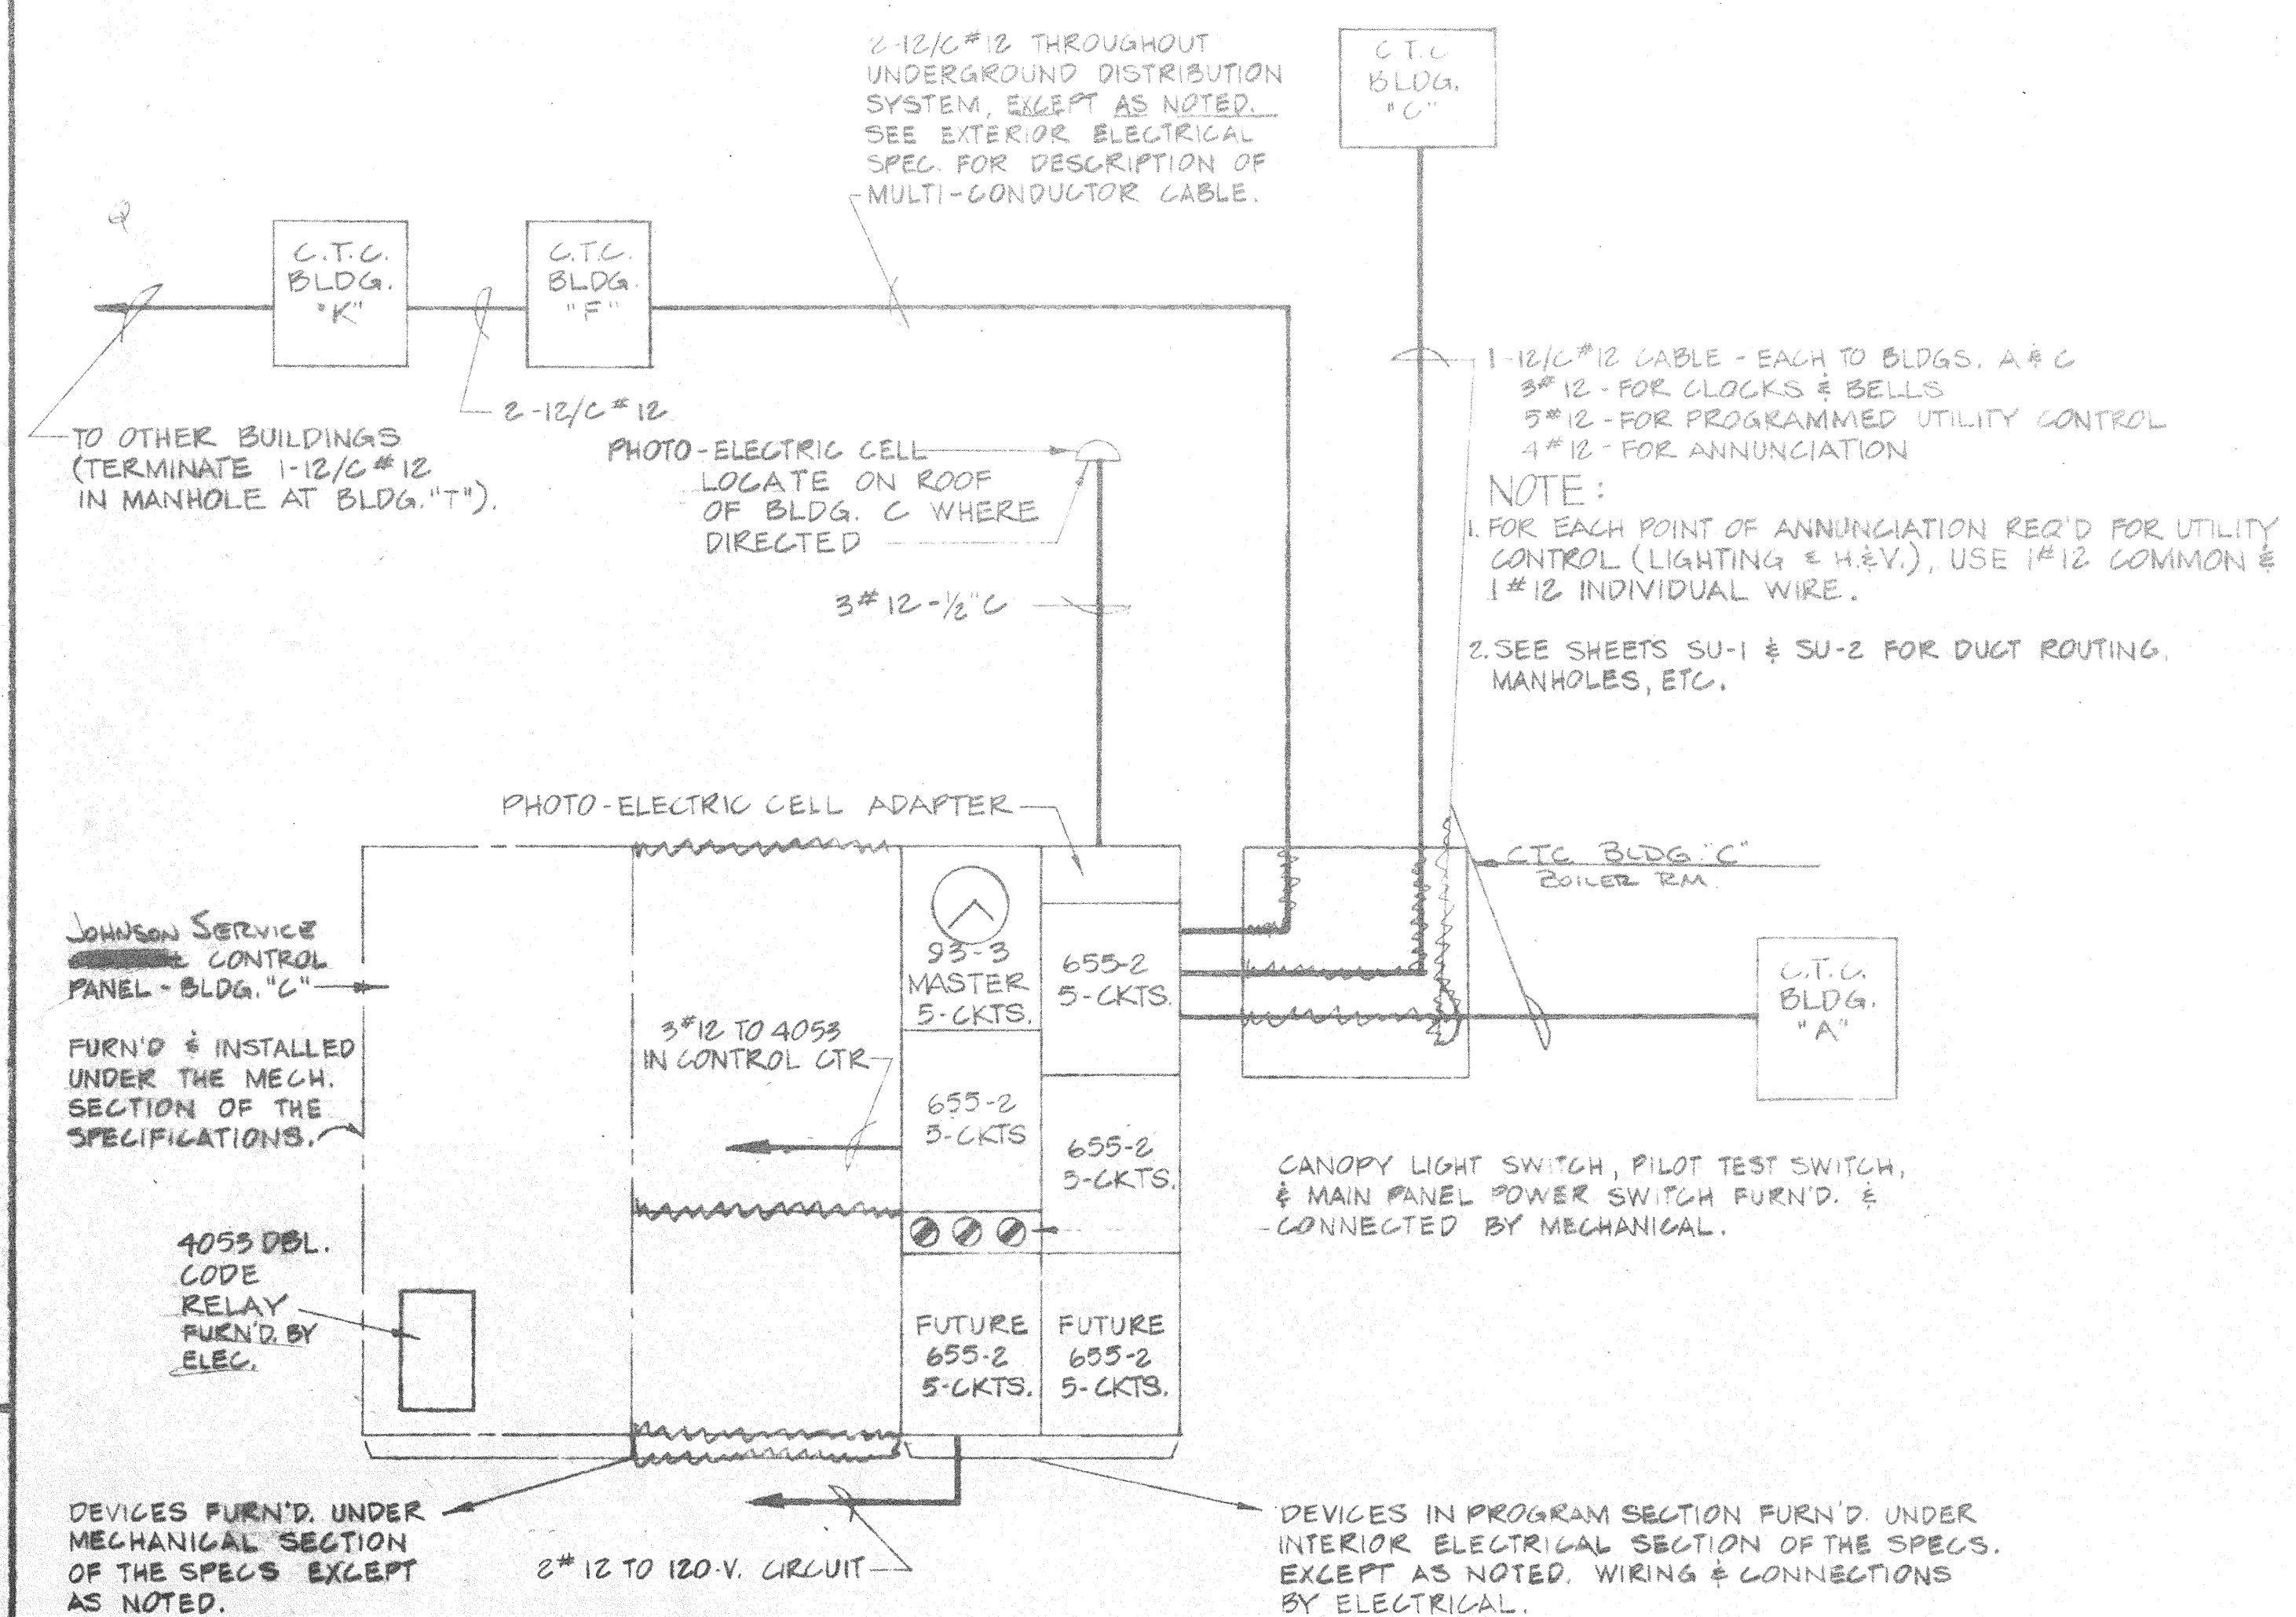 2-12/C #12 THROUGHOUT
UNDERGROUND DISTRIBUTION
SYSTEM, EXCEPT AS NOTED.
SEE EXTERIOR ELECTRICAL
SPEC. FOR DESCRIPTION OF
MULTI-CONDUCTOR CABLE.
C.T.C
BLDG.
"C"
Q
C.T.C.
BLDG.
"K"
C.T.C.
BLDG.
"F"
2-12/C #12
TO OTHER BUILDINGS
(TERMINATE 1-12/C #12
IN MANHOLE AT BLDG. "T").
PHOTO-ELECTRIC CELL
LOCATE ON ROOF
OF BLDG. C WHERE
DIRECTED
3 #12 - 1/2" C
1-12/C #12 CABLE - EACH TO BLDGS. A & C
3 #12 - FOR CLOCKS & BELLS
5 #12 - FOR PROGRAMMED UTILITY CONTROL
4 #12 - FOR ANNUNCIATION
NOTE:
1. FOR EACH POINT OF ANNUNCIATION REQ'D FOR UTILITY
CONTROL (LIGHTING & H.&V.), USE 1 #12 COMMON &
1 #12 INDIVIDUAL WIRE.
2. SEE SHEETS SU-1 & SU-2 FOR DUCT ROUTING,
MANHOLES, ETC.
PHOTO-ELECTRIC CELL ADAPTER
CTC BLDG. "C"
BOILER RM
JOHNSON SERVICE
CONTROL
PANEL - BLDG. "C"
FURN'D & INSTALLED
UNDER THE MECH.
SECTION OF THE
SPECIFICATIONS.
4053 DBL.
CODE
RELAY
FURN'D. BY
ELEC.
3 #12 TO 4053
IN CONTROL CTR
93-3
MASTER
5-CKTS.
655-2
5-CKTS
655-2
5-CKTS.
655-2
5-CKTS.
FUTURE
655-2
5-CKTS.
FUTURE
655-2
5-CKTS.
C.T.C.
BLDG.
"A"
CANOPY LIGHT SWITCH, PILOT TEST SWITCH,
& MAIN PANEL POWER SWITCH FURN'D. &
CONNECTED BY MECHANICAL.
DEVICES FURN'D. UNDER
MECHANICAL SECTION
OF THE SPECS EXCEPT
AS NOTED.
2 #12 TO 120-V. CIRCUIT
DEVICES IN PROGRAM SECTION FURN'D. UNDER
INTERIOR ELECTRICAL SECTION OF THE SPECS.
EXCEPT AS NOTED. WIRING & CONNECTIONS
BY ELECTRICAL.